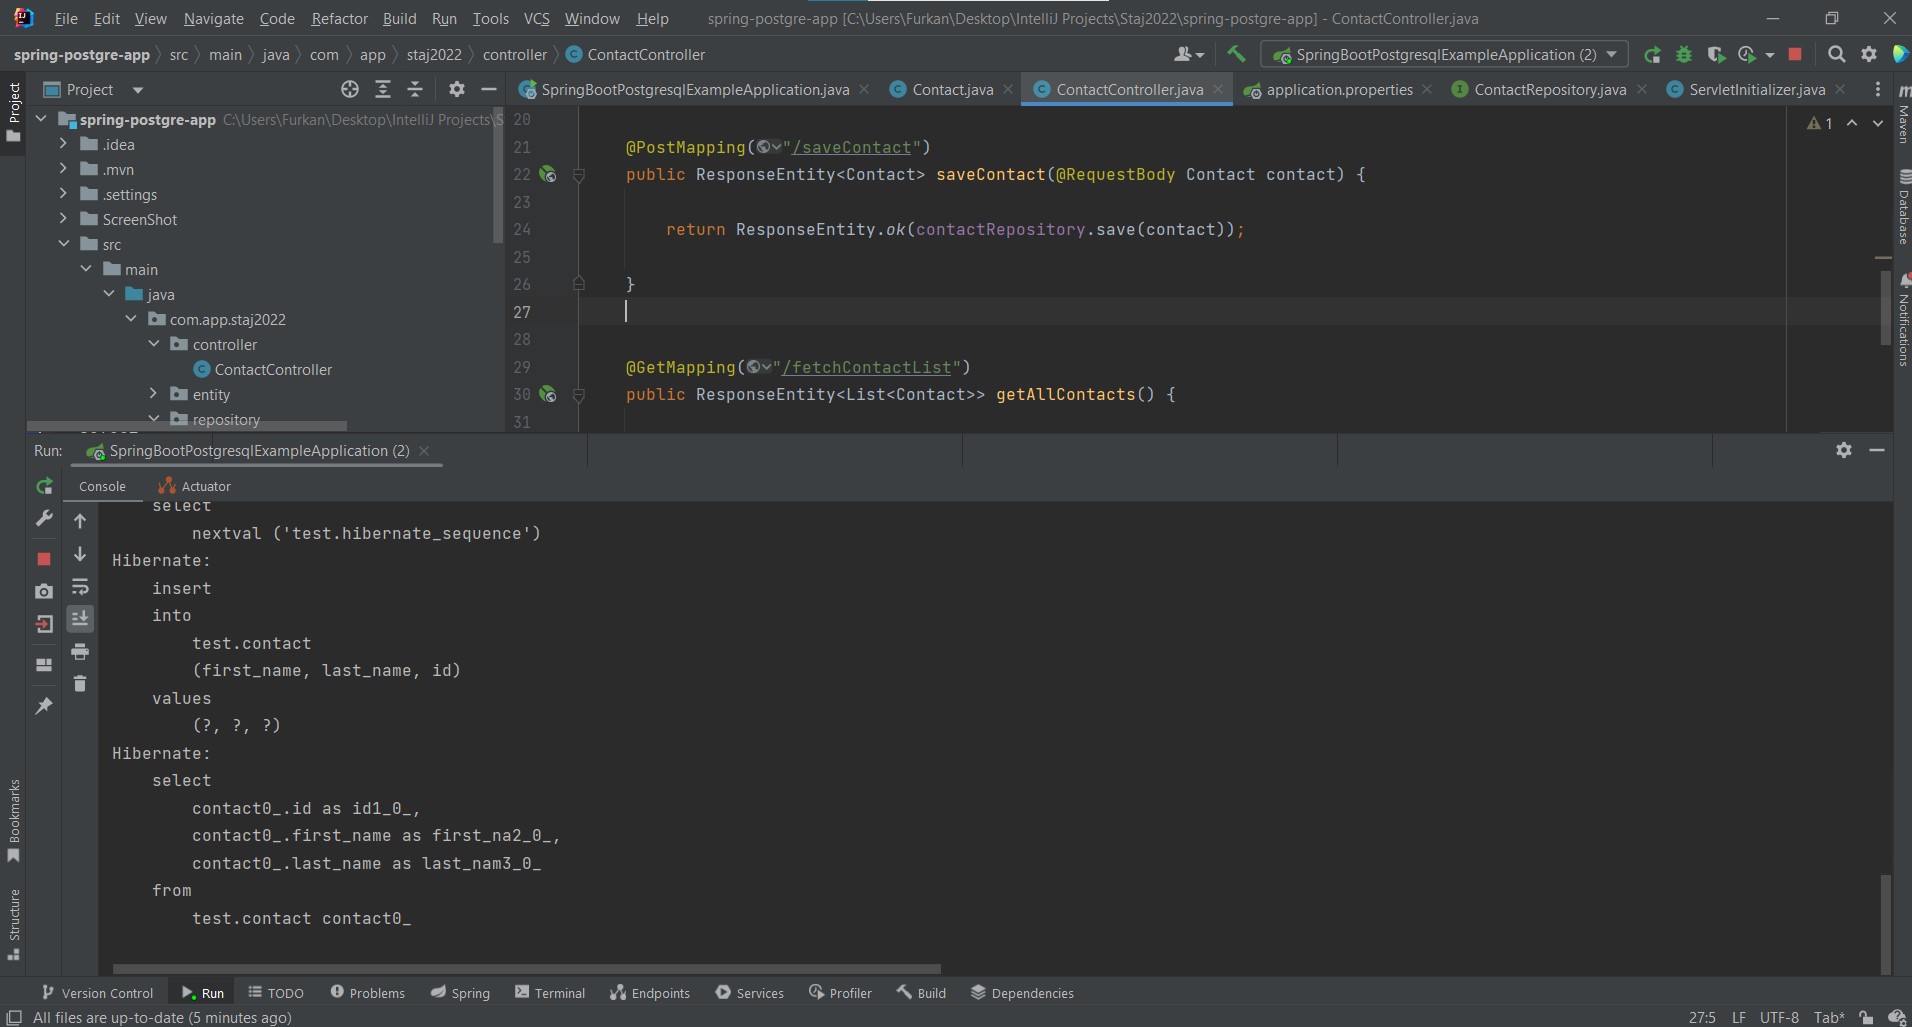 File Edit View Navigate Code Refactor Build Run Tools VCS Window Help spring-postgre-app [C:\Users\Furkan\Desktop\IntelliJ Projects\Staj2022\spring-postgre-app] - ContactController.java
spring-postgre-app src main java com app staj2022 controller ContactController SpringBootPostgresqlExampleApplication (2)
Project
Project
SpringBootPostgresqlExampleApplication.java Contact.java ContactController.java application.properties ContactRepository.java ServletInitializer.java
spring-postgre-app C:\Users\Furkan\Desktop\IntelliJ Projects\S
.idea
.mvn
.settings
ScreenShot
src
main
java
com.app.staj2022
controller
ContactController
entity
repository
20
21 @PostMapping("/saveContact")
22 public ResponseEntity<Contact> saveContact(@RequestBody Contact contact) {
23
24 return ResponseEntity.ok(contactRepository.save(contact));
25
26 }
27
28
29 @GetMapping("/fetchContactList")
30 public ResponseEntity<List<Contact>> getAllContacts() {
31
1
Maven
Database
Notifications
Run: SpringBootPostgresqlExampleApplication (2)
Console Actuator
select
nextval ('test.hibernate_sequence')
Hibernate:
insert
into
test.contact
(first_name, last_name, id)
values
(?, ?, ?)
Hibernate:
select
contact0_.id as id1_0_,
contact0_.first_name as first_na2_0_,
contact0_.last_name as last_nam3_0_
from
test.contact contact0_
Bookmarks
Structure
Version Control Run TODO Problems Spring Terminal Endpoints Services Profiler Build Dependencies
All files are up-to-date (5 minutes ago) 27:5 LF UTF-8 Tab*